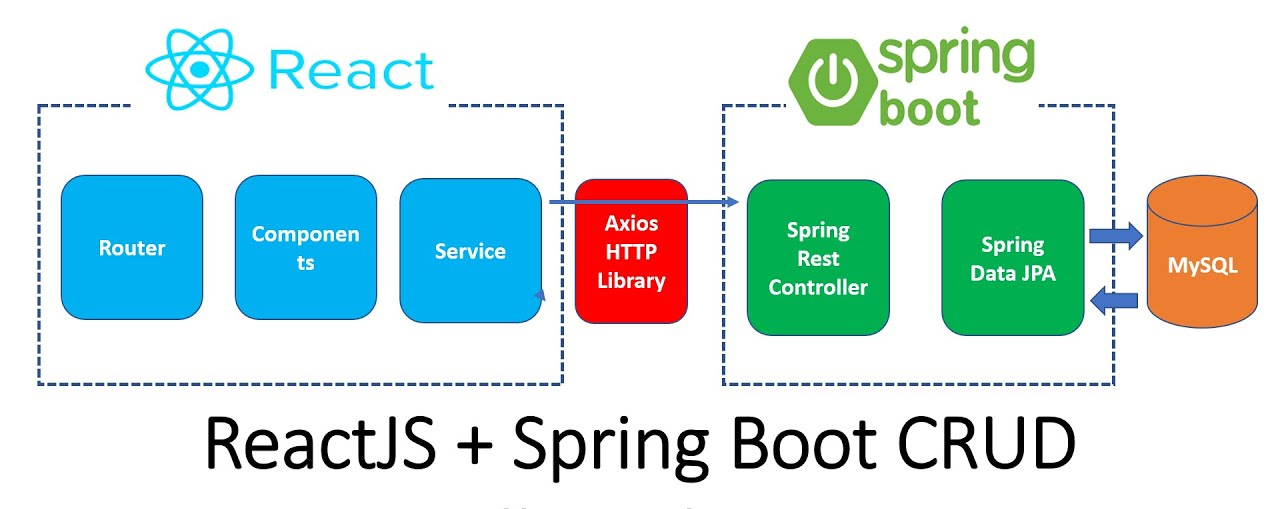 React
spring
boot
Router
Componen
ts
Service
Axios
HTTP
Library
Spring
Rest
Controller
Spring
Data JPA
MySQL
ReactJS + Spring Boot CRUD